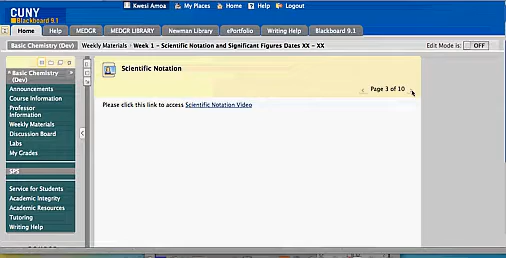 CUNY
Blackboard 9.1
Kwesi Amoa My Places Home Help Logout
Home Help MEDGR MEDGR LIBRARY Newman Library ePortfolio Writing Help Blackboard 9.1
Basic Chemistry (Dev) Weekly Materials Week 1 - Scientific Notation and Significant Figures Dates XX - XX Edit Mode is: OFF
Basic Chemistry (Dev)
Announcements
Course Information
Professor Information
Weekly Materials
Discussion Board
Labs
My Grades
SPS
Service for Students
Academic Integrity
Academic Resources
Tutoring
Writing Help
Scientific Notation
Page 3 of 10
Please click this link to access Scientific Notation Video